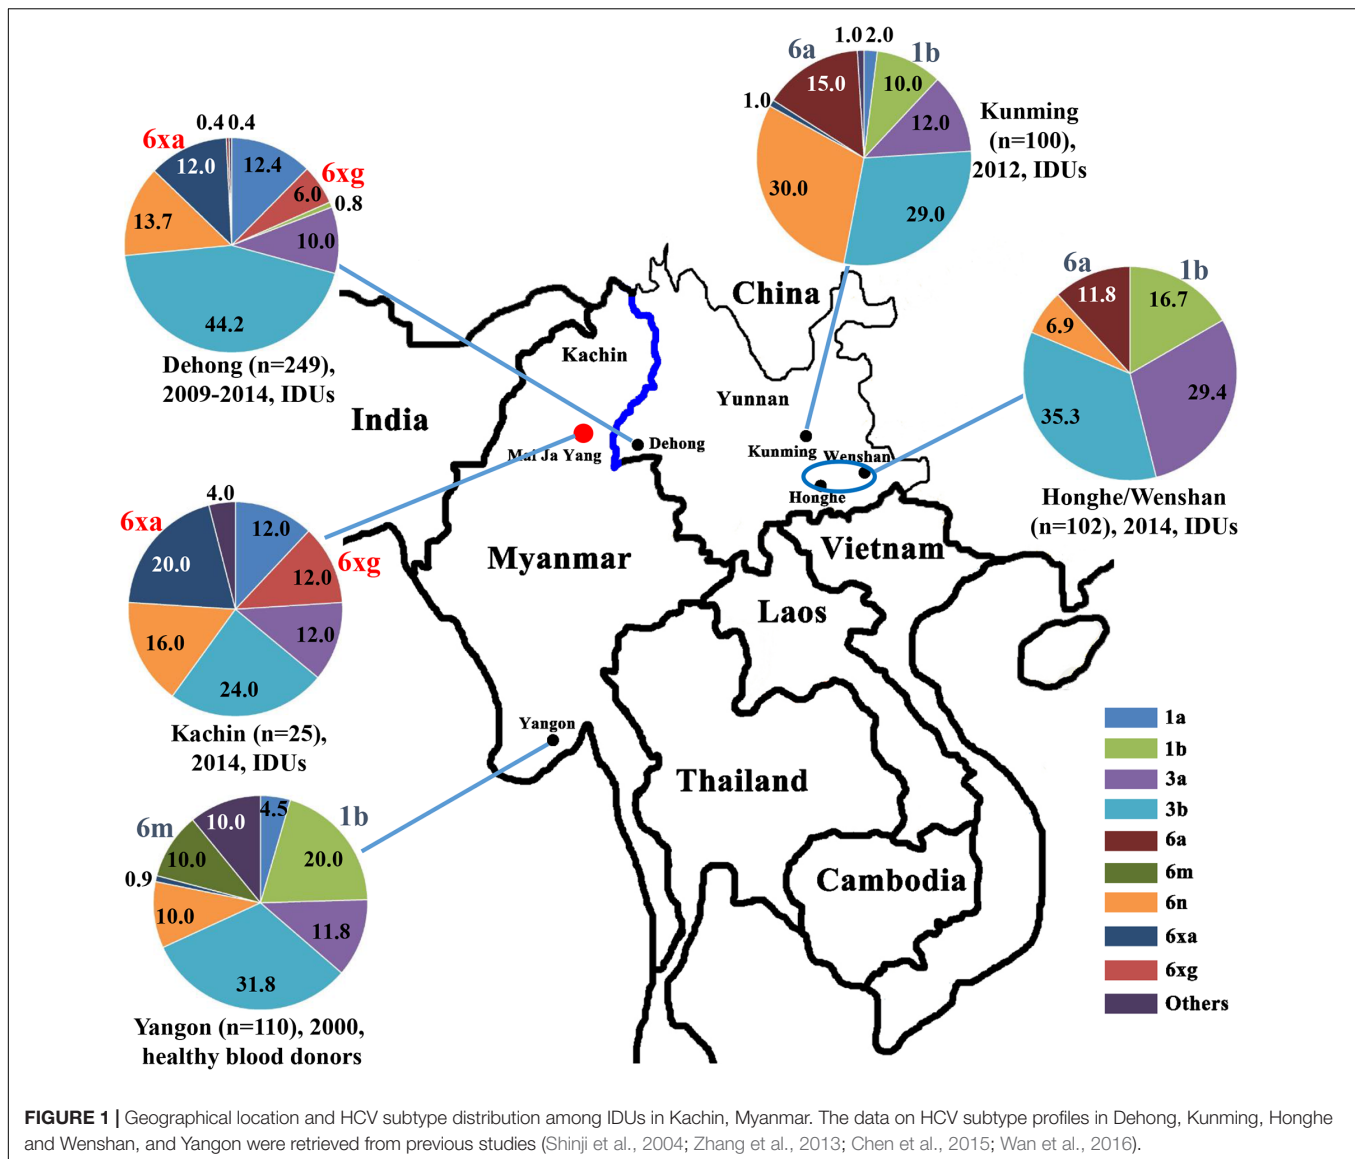 1.0 2.0
6a
1b
15.0
10.0
1.0
12.0
30.0
29.0
Kunming
(n=100),
2012, IDUs
0.4 0.4
6xa
12.0
12.4
6xg
6.0
0.8
13.7
10.0
44.2
Dehong (n=249),
2009-2014, IDUs
6a
1b
11.8
16.7
6.9
29.4
35.3
Honghe/Wenshan
(n=102), 2014, IDUs
China
Kachin
Yunnan
India
Dehong
Mai Ja Yang
Kunming
Wenshan
Honghe
Myanmar
Vietnam
Laos
Yangon
Thailand
Cambodia
4.0
6xa
12.0
20.0
6xg
12.0
12.0
16.0
24.0
Kachin (n=25),
2014, IDUs
6m
10.0
4.5
1b
10.0
20.0
0.9
10.0
11.8
31.8
Yangon (n=110), 2000,
healthy blood donors
1a
1b
3a
3b
6a
6m
6n
6xa
6xg
Others
FIGURE 1 | Geographical location and HCV subtype distribution among IDUs in Kachin, Myanmar. The data on HCV subtype profiles in Dehong, Kunming, Honghe
and Wenshan, and Yangon were retrieved from previous studies (Shinji et al., 2004; Zhang et al., 2013; Chen et al., 2015; Wan et al., 2016).